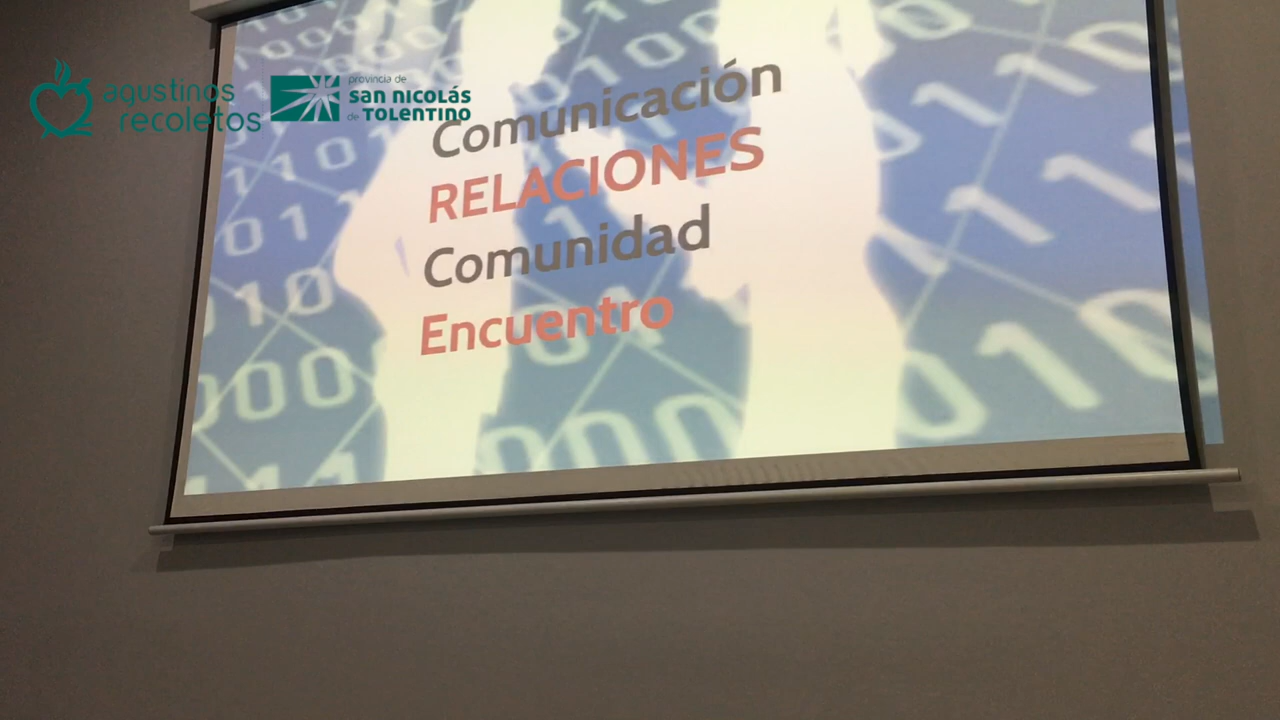 agustinos
recoletos
provincia de
SAN NICOLÁS
de TOLENTINO
Comunicación
RELACIONES
Comunidad
Encuentro